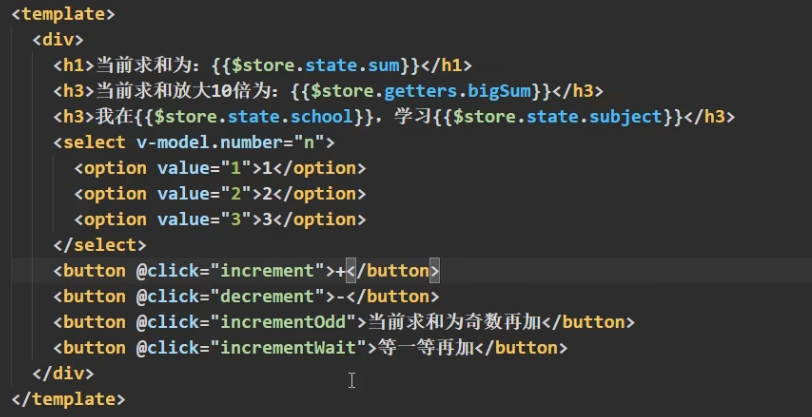 <template>
<div>
<h1>当前求和为：{{$store.state.sum}}</h1>
<h3>当前求和放大10倍为：{{$store.getters.bigSum}}</h3>
<h3>我在{{$store.state.school}}，学习{{$store.state.subject}}</h3>
<select v-model.number="n">
<option value="1">1</option>
<option value="2">2</option>
<option value="3">3</option>
</select>
<button @click="increment">+</button>
<button @click="decrement">-</button>
<button @click="incrementOdd">当前求和为奇数再加</button>
<button @click="incrementWait">等一等再加</button>
</div>
</template>